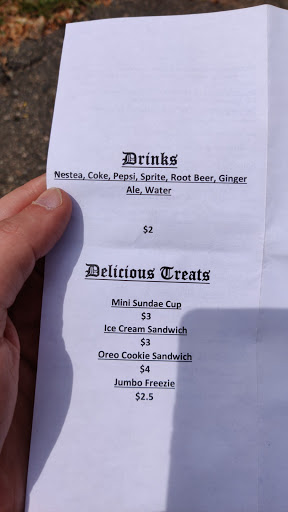 Drinks
Nestea, Coke, Pepsi, Sprite, Root Beer, Ginger
Ale, Water
$2
Delicious Treats
Mini Sundae Cup
$3
Ice Cream Sandwich
$3
Oreo Cookie Sandwich
$4
Jumbo Freezie
$2.5